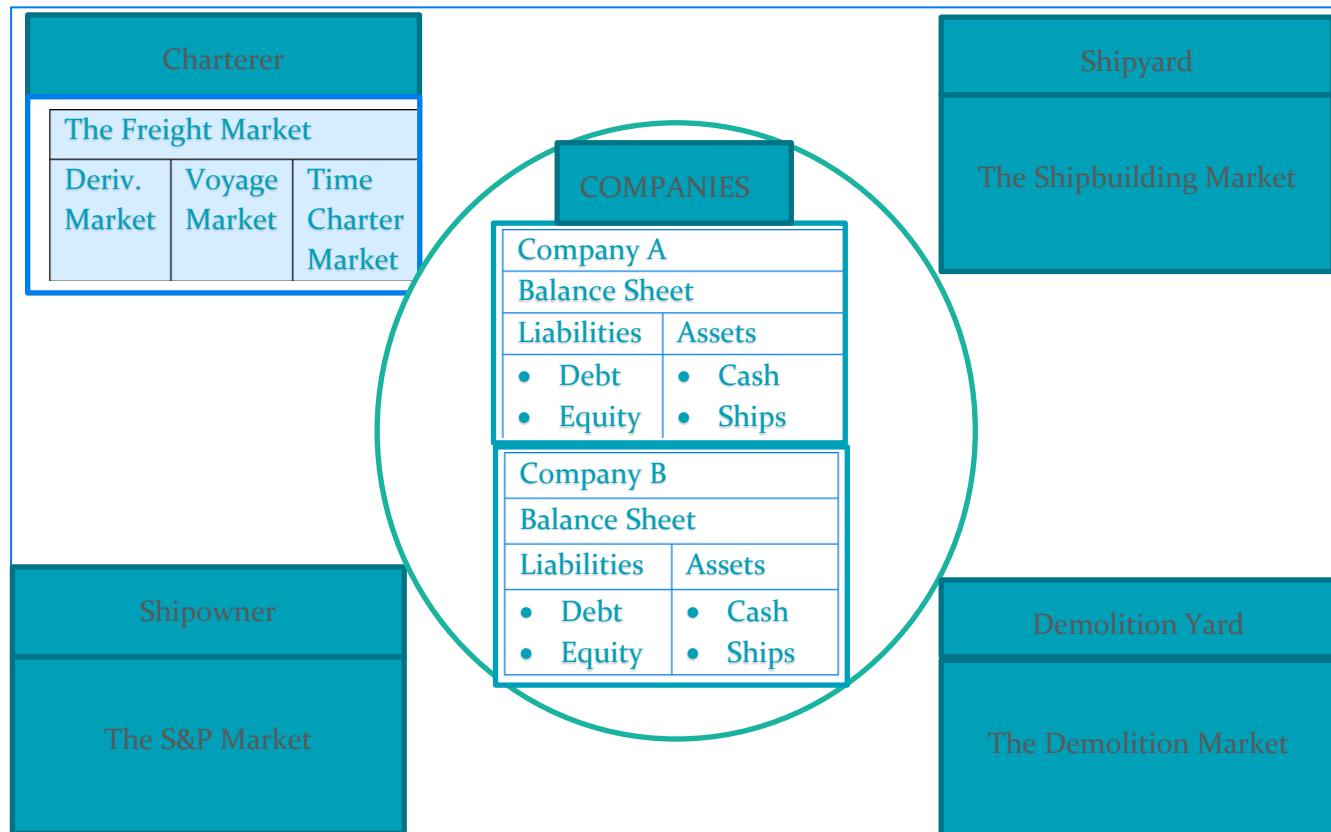 Charterer
The Freight Market
Deriv. Market
Voyage Market
Time Charter Market
COMPANIES
Company A
Balance Sheet
Liabilities
Assets
• Debt
• Cash
• Equity
• Ships
Company B
Balance Sheet
Liabilities
Assets
• Debt
• Cash
• Equity
• Ships
Shipyard
The Shipbuilding Market
Shipowner
The S&P Market
Demolition Yard
The Demolition Market